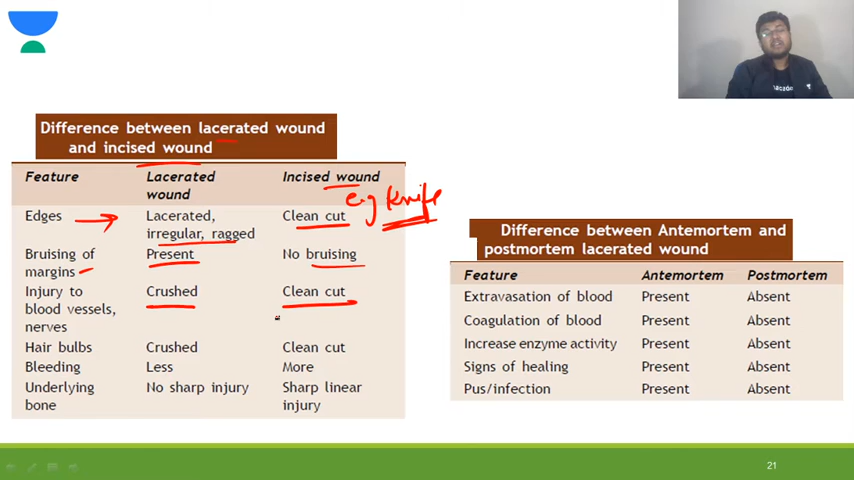 Difference between lacerated wound
and incised wound
Feature Lacerated wound Incised wound
e.g knife
Edges Lacerated, irregular, ragged Clean cut
Bruising of margins Present No bruising
Injury to blood vessels, nerves Crushed Clean cut
Hair bulbs Crushed Clean cut
Bleeding Less More
Underlying bone No sharp injury Sharp linear injury
Difference between Antemortem and
postmortem lacerated wound
Feature Antemortem Postmortem
Extravasation of blood Present Absent
Coagulation of blood Present Absent
Increase enzyme activity Present Absent
Signs of healing Present Absent
Pus/infection Present Absent
21